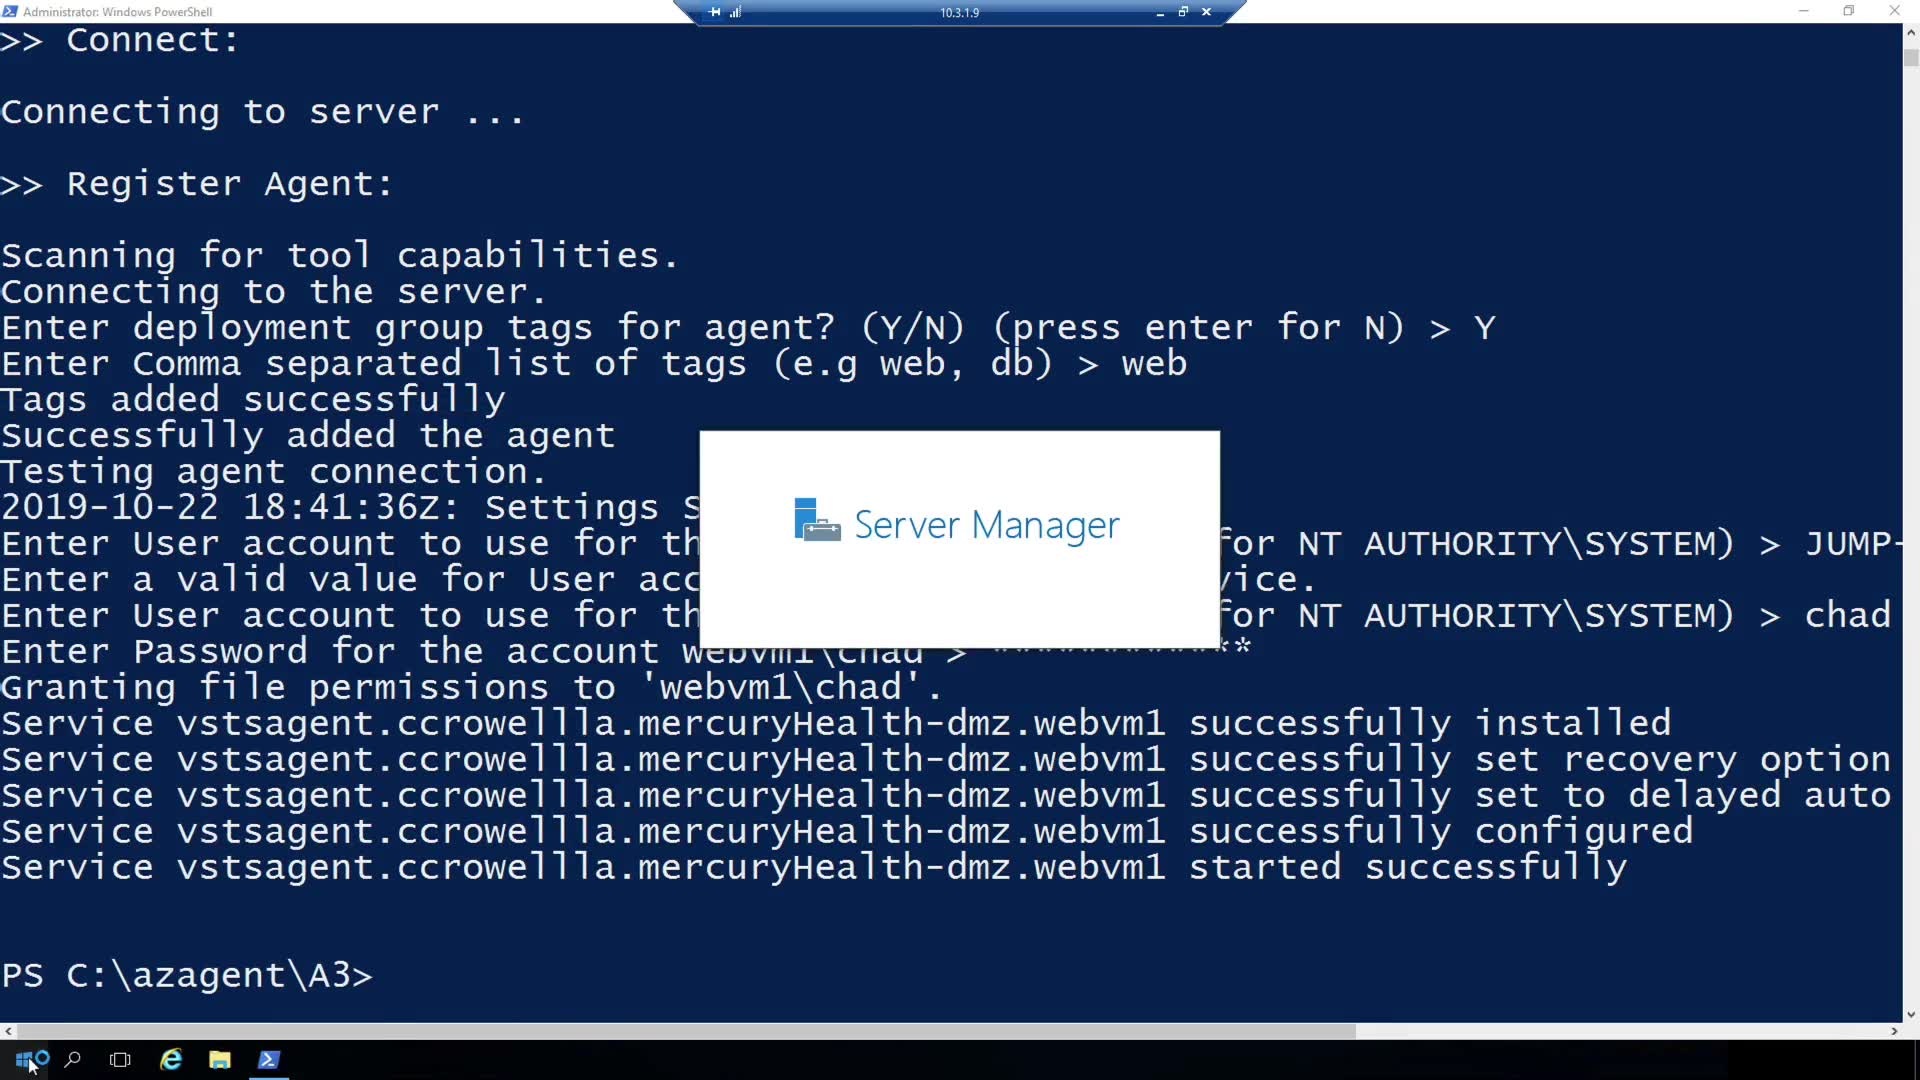 Administrator: Windows PowerShell
10.3.1.9
>> Connect:
Connecting to server ...
>> Register Agent:
Scanning for tool capabilities.
Connecting to the server.
Enter deployment group tags for agent? (Y/N) (press enter for N) > Y
Enter Comma separated list of tags (e.g web, db) > web
Tags added successfully
Successfully added the agent
Testing agent connection.
2019-10-22 18:41:36Z: Settings S
Server Manager
Enter User account to use for th for NT AUTHORITY\SYSTEM) > JUMP-
Enter a valid value for User acc vice.
Enter User account to use for th for NT AUTHORITY\SYSTEM) > chad
Enter Password for the account webvm1\chad > ************
Granting file permissions to 'webvm1\chad'.
Service vstsagent.ccrowellla.mercuryHealth-dmz.webvm1 successfully installed
Service vstsagent.ccrowellla.mercuryHealth-dmz.webvm1 successfully set recovery option
Service vstsagent.ccrowellla.mercuryHealth-dmz.webvm1 successfully set to delayed auto
Service vstsagent.ccrowellla.mercuryHealth-dmz.webvm1 successfully configured
Service vstsagent.ccrowellla.mercuryHealth-dmz.webvm1 started successfully
PS C:\azagent\A3>